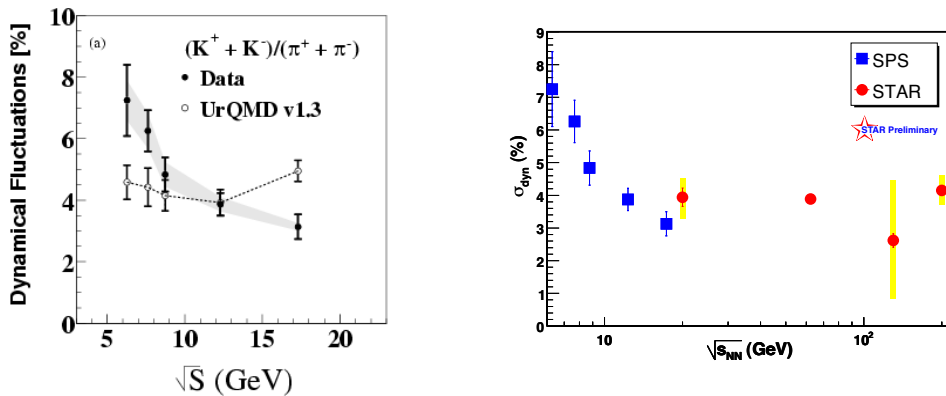 (a)
(K⁺ + K⁻)/(π⁺ + π⁻)
Data
UrQMD v1.3
Dynamical Fluctuations [%]
10
8
6
4
2
0
5
10
15
20
√S (GeV)
9
8
7
6
5
4
3
2
1
0
SPS
STAR
STAR Preliminary
σdyn (%)
10
10²
√sNN (GeV)